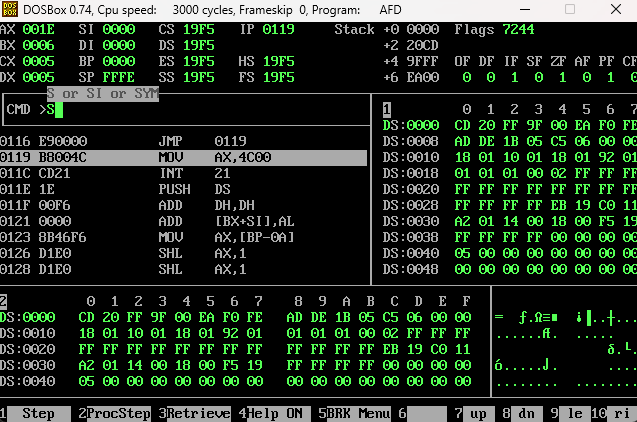 DOSBox 0.74, Cpu speed: 3000 cycles, Frameskip 0, Program: AFD
AX 001E SI 0000 CS 19F5 IP 0119 Stack +0 0000 Flags 7244
BX 0006 DI 0000 DS 19F5 +2 20CD
CX 0005 BP 0000 ES 19F5 HS 19F5 +4 9FFF OF DF IF SF ZF AF PF CF
DX 0005 SP FFFE SS 19F5 FS 19F5 +6 EA00 0 0 1 0 1 0 1 0
S or SI or SYM
CMD >S
1 0 1 2 3 4 5 6 7
DS:0000 CD 20 FF 9F 00 EA F0 FE
DS:0008 AD DE 1B 05 C5 06 00 00
DS:0010 18 01 10 01 18 01 92 01
DS:0018 01 01 01 00 02 FF FF FF
DS:0020 FF FF FF FF FF FF FF FF
DS:0028 FF FF FF FF EB 19 C0 11
DS:0030 A2 01 14 00 18 00 F5 19
DS:0038 FF FF FF FF 00 00 00 00
DS:0040 05 00 00 00 00 00 00 00
DS:0048 00 00 00 00 00 00 00 00
0116 E90000 JMP 0119
0119 B8004C MOV AX,4C00
011C CD21 INT 21
011E 1E PUSH DS
011F 00F6 ADD DH,DH
0121 0000 ADD [BX+SI],AL
0123 8B46F6 MOV AX,[BP-0A]
0126 D1E0 SHL AX,1
0128 D1E0 SHL AX,1
2 0 1 2 3 4 5 6 7 8 9 A B C D E F
DS:0000 CD 20 FF 9F 00 EA F0 FE AD DE 1B 05 C5 06 00 00
DS:0010 18 01 10 01 18 01 92 01 01 01 01 00 02 FF FF FF
DS:0020 FF FF FF FF FF FF FF FF FF FF FF FF EB 19 C0 11
DS:0030 A2 01 14 00 18 00 F5 19 FF FF FF FF 00 00 00 00
DS:0040 05 00 00 00 00 00 00 00 00 00 00 00 00 00 00 00
1 Step 2 ProcStep 3 Retrieve 4 Help ON 5 BRK Menu 6 7 up 8 dn 9 le 10 ri